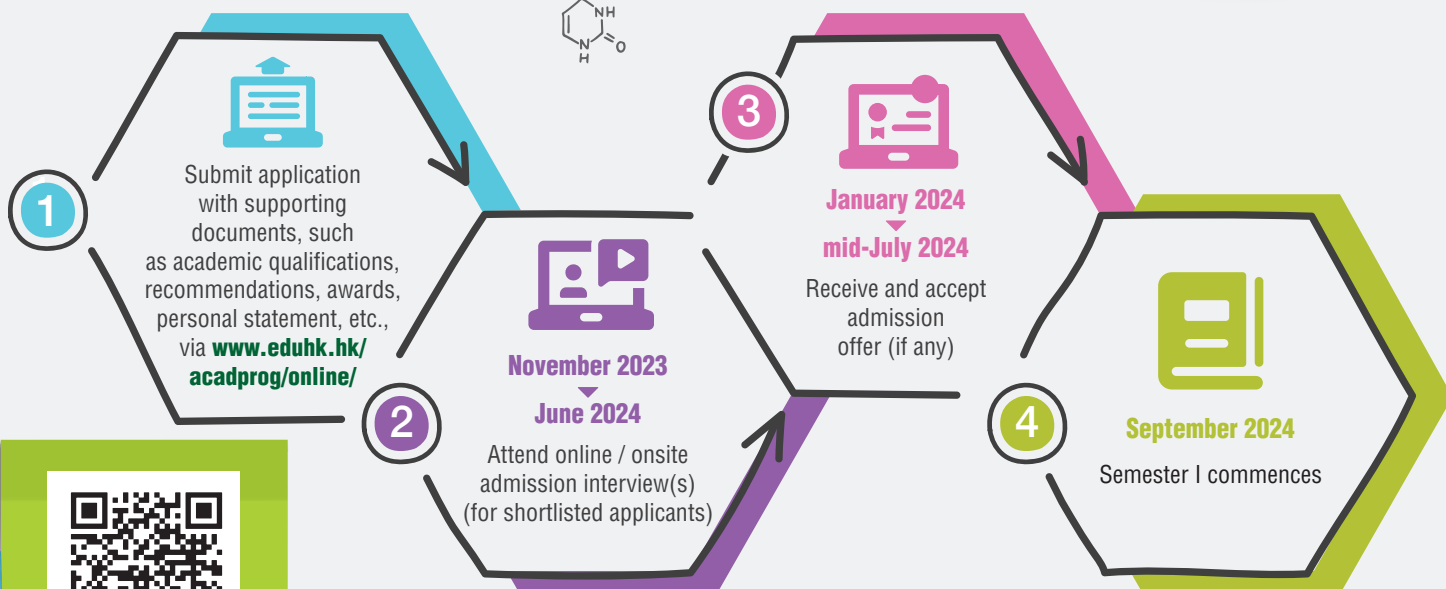 NH
N
H
O
1
Submit application
with supporting
documents, such
as academic qualifications,
recommendations, awards,
personal statement, etc.,
via www.eduhk.hk/
acadprog/online/
2
November 2023
June 2024
Attend online / onsite
admission interview(s)
(for shortlisted applicants)
3
January 2024
mid-July 2024
Receive and accept
admission
offer (if any)
4
September 2024
Semester I commences